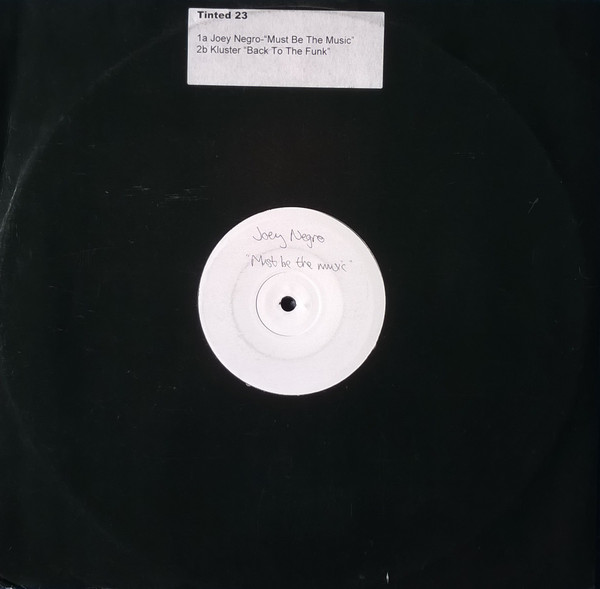 Tinted 23
1a Joey Negro-"Must Be The Music"
2b Kluster "Back To The Funk"
Joey Negro
"Must be the music"